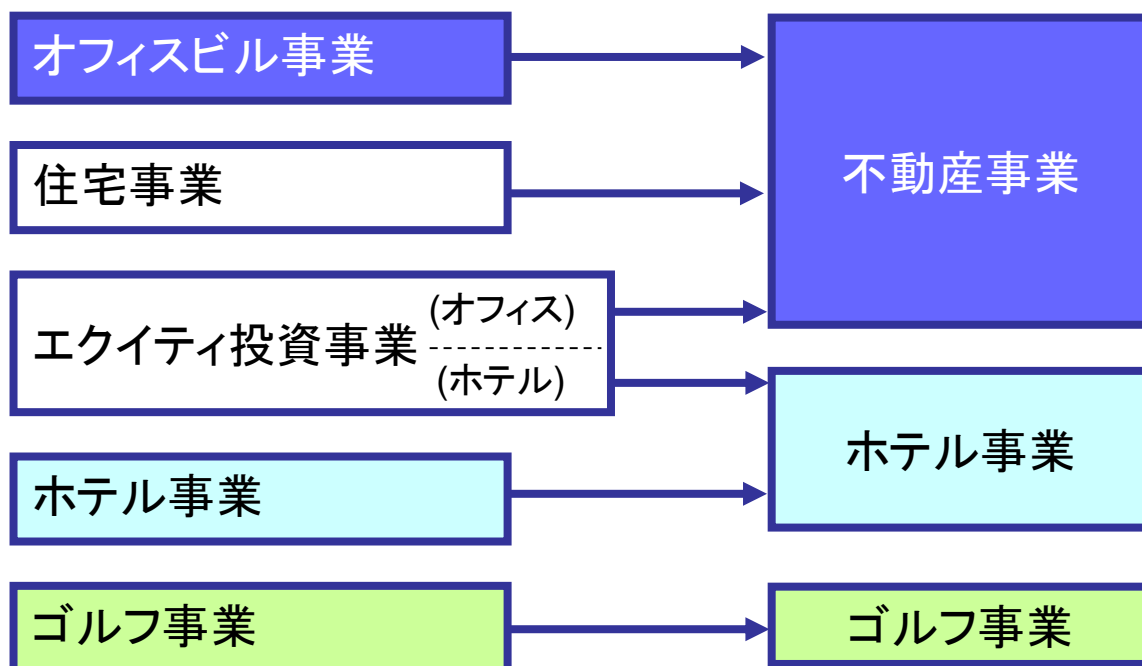 オフィスビル事業
住宅事業
エクイティ投資事業
(オフィス)
(ホテル)
ホテル事業
ゴルフ事業
不動産事業
ホテル事業
ゴルフ事業